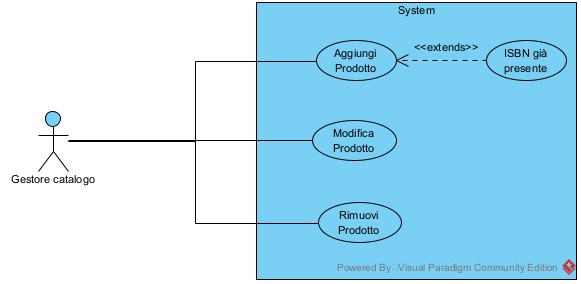 System
Aggiungi
Prodotto
<<extends>>
ISBN già
presente
Modifica
Prodotto
Gestore catalogo
Rimuovi
Prodotto
Powered By Visual Paradigm Community Edition